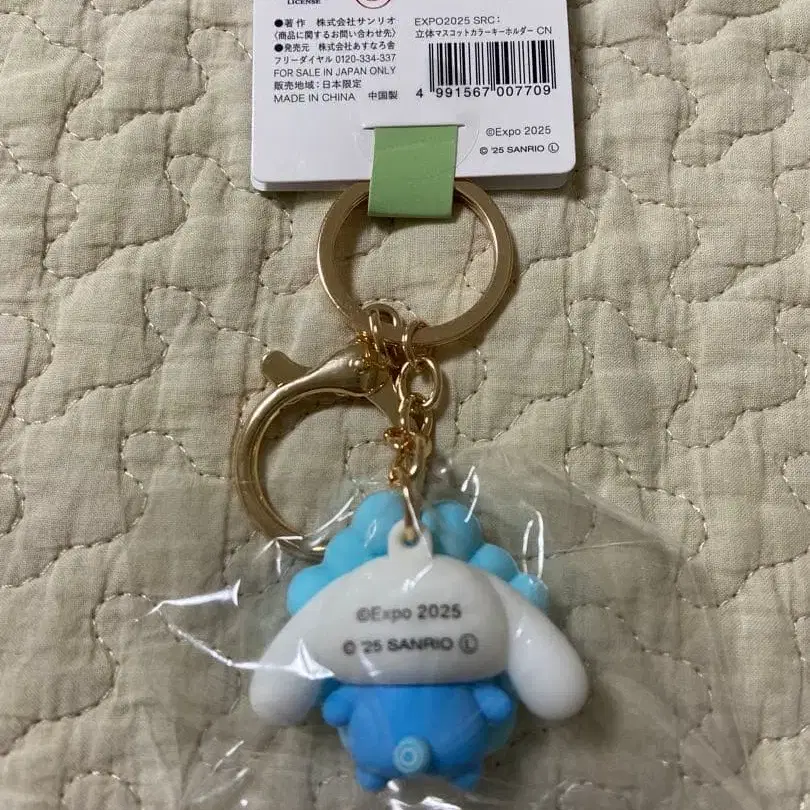 LICENSE
●著作 株式会社サンリオ
〈商品に関するお問い合わせ先〉
●発売元 株式会社あすなろ舎
フリーダイヤル 0120-334-337
FOR SALE IN JAPAN ONLY
販売地域:日本限定
MADE IN CHINA 中国製
EXPO2025 SRC:
立体マスコットカラーキーホルダー CN
4 991567 007709
©Expo 2025
© '25 SANRIO Ⓛ
©Expo 2025
© '25 SANRIO Ⓛ